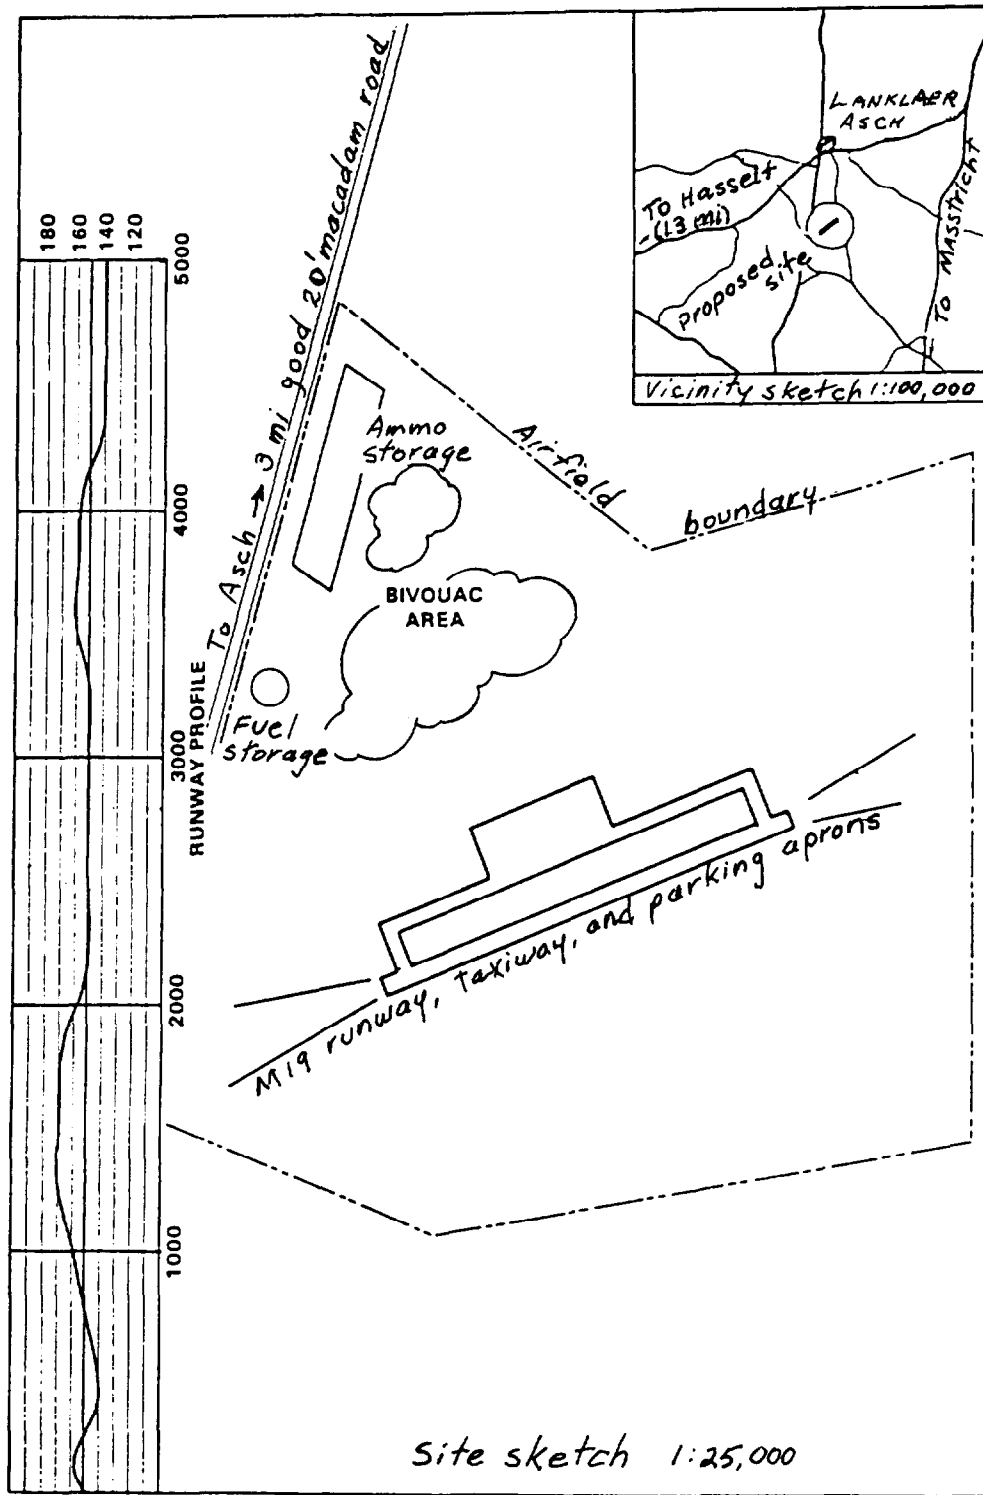 180
160
140
120
5000
4000
3000
2000
1000
RUNWAY PROFILE
To Asch → 3 mi good 20' macadam road
LANKLAER
ASCH
To Hasselt
(13 mi)
proposed
site
To MASSTRICHT
Vicinity sketch 1:100,000
Airfield
boundary
Ammo
storage
BIVOUAC
AREA
Fuel
storage
M19 runway, taxiway, and parking aprons
Site sketch 1:25,000